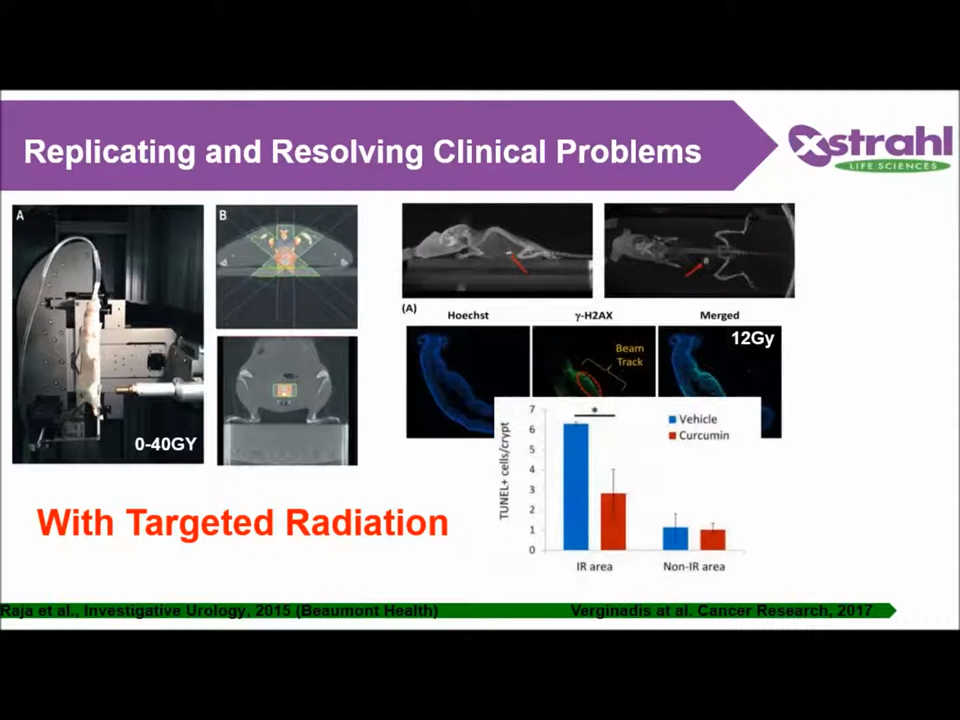 Replicating and Resolving Clinical Problems
xstrahl
LIFE SCIENCES
A
B
0-40GY
(A)
Hoechst
γ-H2AX
Merged
12Gy
Beam
Track
7
6
5
4
3
2
1
0
TUNEL+ cells/crypt
*
Vehicle
Curcumin
IR area
Non-IR area
With Targeted Radiation
Raja et al., Investigative Urology, 2015 (Beaumont Health)
Verginadis at al. Cancer Research, 2017